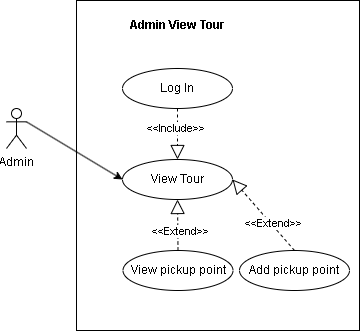 Admin View Tour
Log In
<<Include>>
Admin
View Tour
<<Extend>>
<<Extend>>
View pickup point
Add pickup point